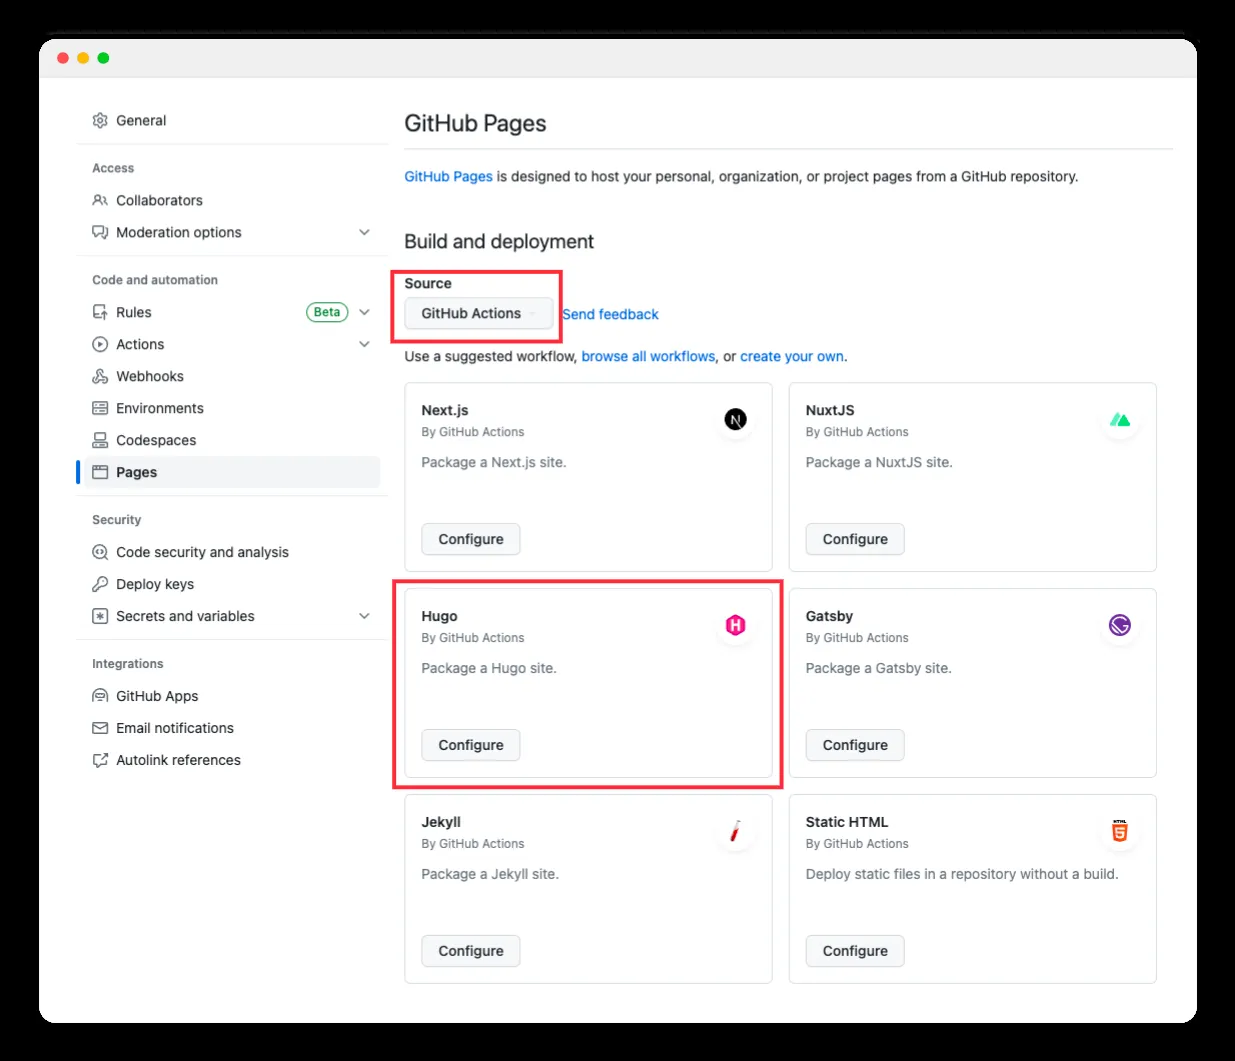 General
Access
Collaborators
Moderation options
Code and automation
Rules Beta
Actions
Webhooks
Environments
Codespaces
Pages
Security
Code security and analysis
Deploy keys
Secrets and variables
Integrations
GitHub Apps
Email notifications
Autolink references
GitHub Pages
GitHub Pages is designed to host your personal, organization, or project pages from a GitHub repository.
Build and deployment
Source
GitHub Actions Send feedback
Use a suggested workflow, browse all workflows, or create your own.
Next.js
By GitHub Actions
Package a Next.js site.
Configure
N
NuxtJS
By GitHub Actions
Package a NuxtJS site.
Configure
Hugo
By GitHub Actions
Package a Hugo site.
Configure
H
Gatsby
By GitHub Actions
Package a Gatsby site.
Configure
G
Jekyll
By GitHub Actions
Package a Jekyll site.
Configure
Static HTML
By GitHub Actions
Deploy static files in a repository without a build.
Configure
HTML
5